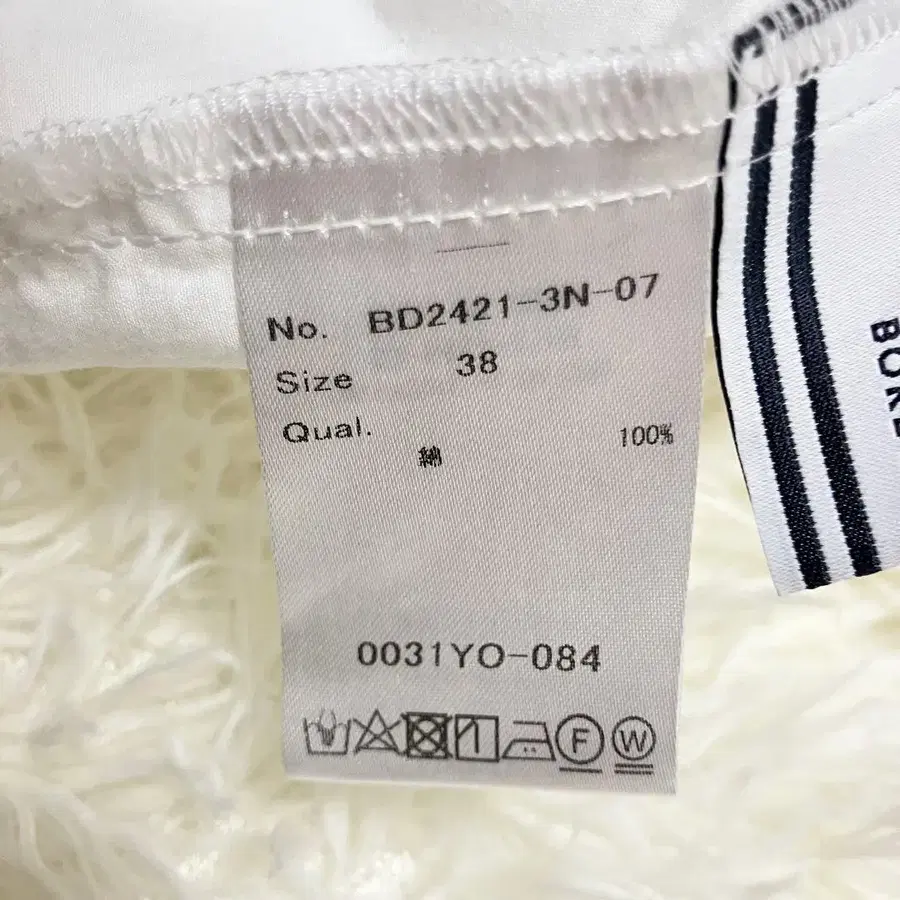 No. BD2421-3N-07
Size 38
Qual.
綿 100%
0031YO-084
F W